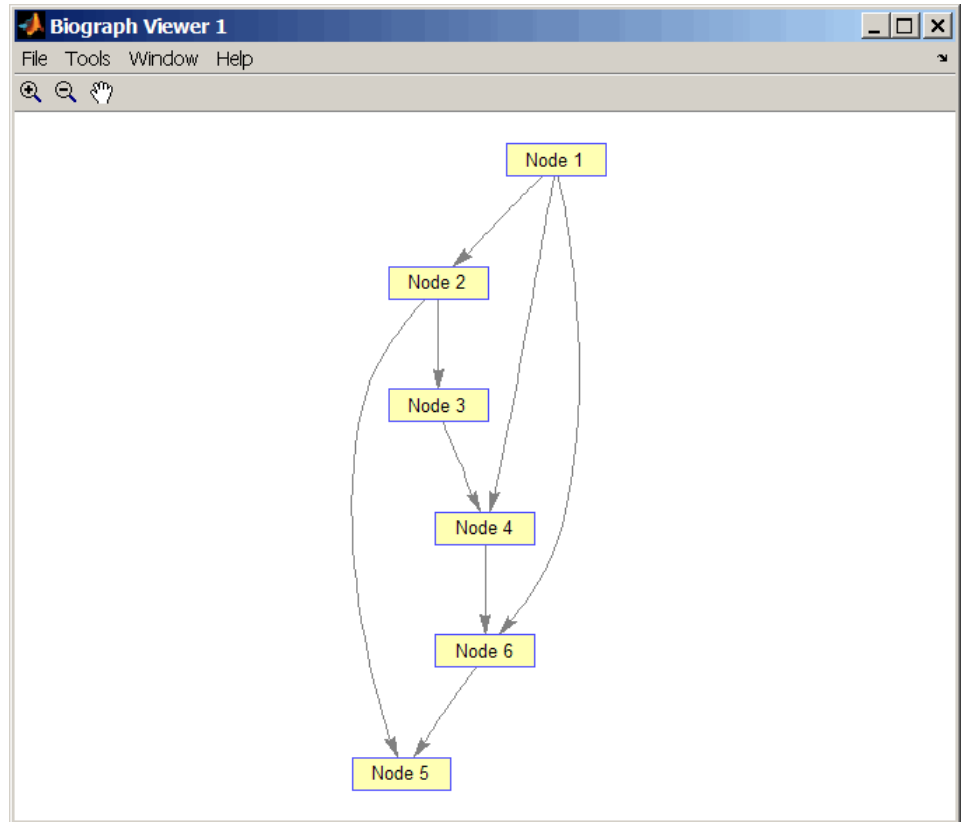 Biograph Viewer 1
File Tools Window Help
Node 1
Node 2
Node 3
Node 4
Node 6
Node 5